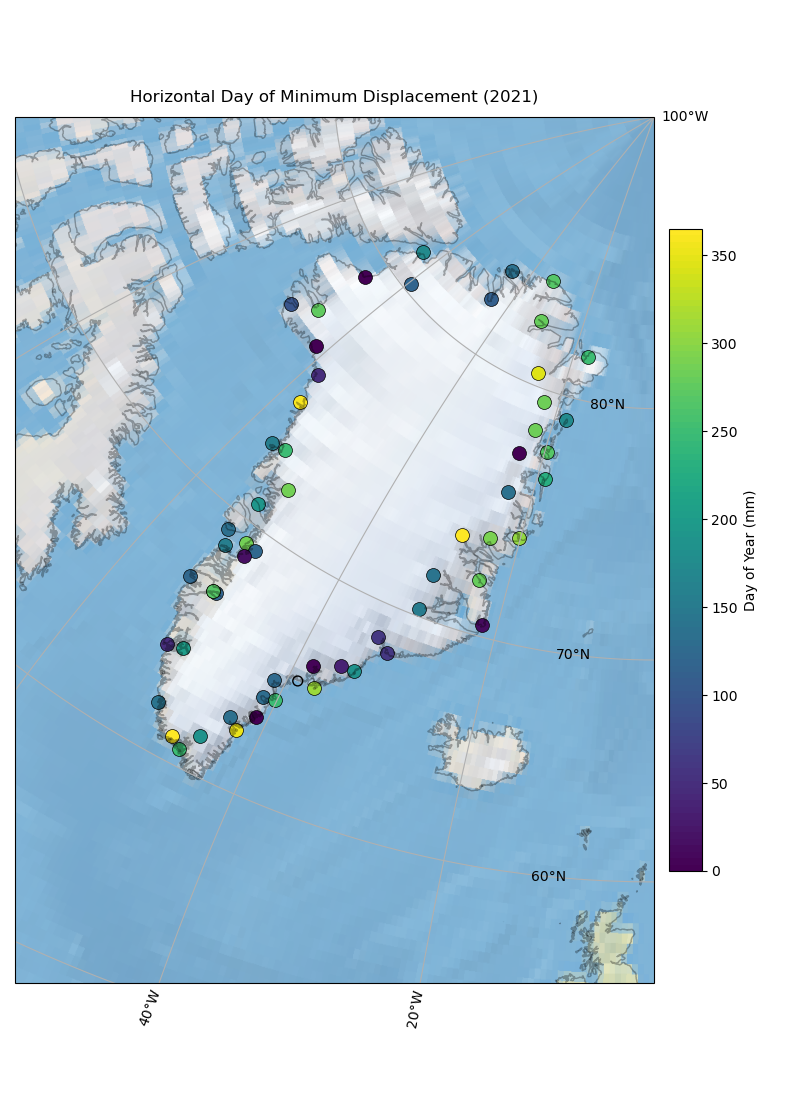 Horizontal Day of Minimum Displacement (2021)
100°W
80°N
70°N
60°N
40°W
20°W
350
300
250
200
150
100
50
0
Day of Year (mm)